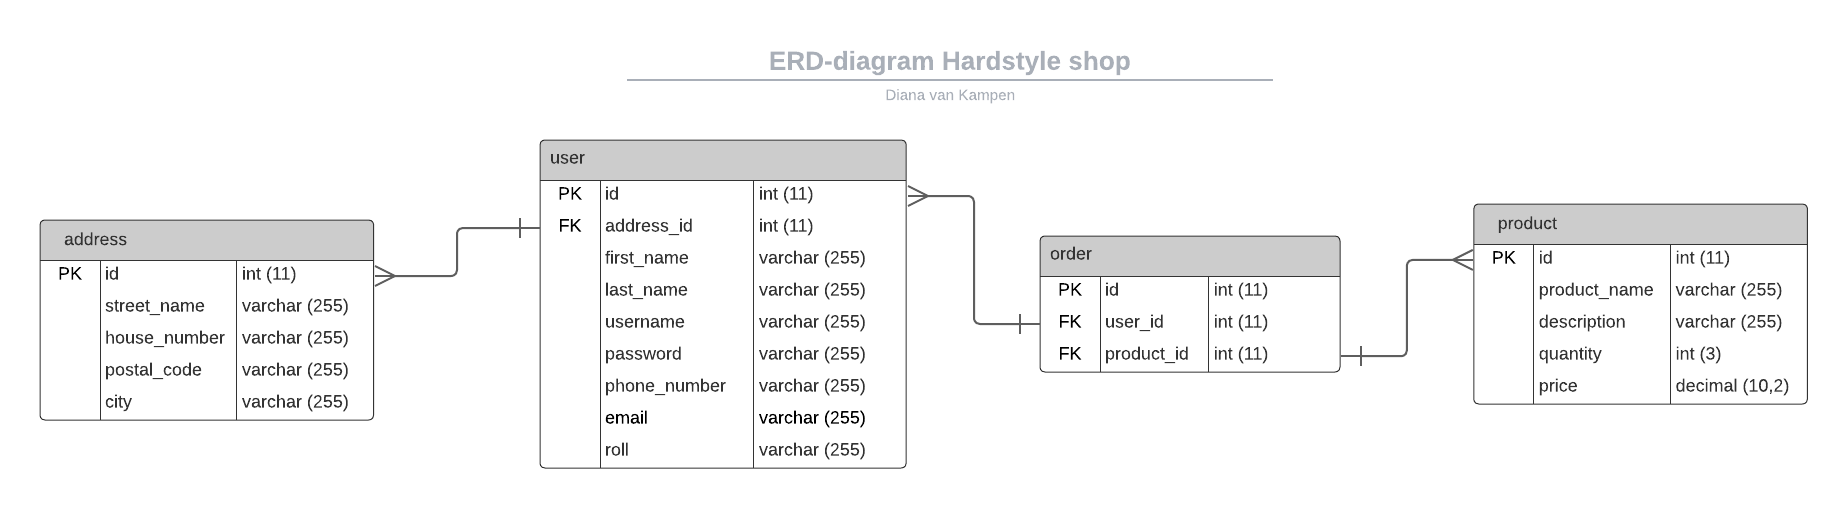 ERD-diagram Hardstyle shop
Diana van Kampen
address
PK id int (11)
street_name varchar (255)
house_number varchar (255)
postal_code varchar (255)
city varchar (255)
user
PK id int (11)
FK address_id int (11)
first_name varchar (255)
last_name varchar (255)
username varchar (255)
password varchar (255)
phone_number varchar (255)
email varchar (255)
roll varchar (255)
order
PK id int (11)
FK user_id int (11)
FK product_id int (11)
product
PK id int (11)
product_name varchar (255)
description varchar (255)
quantity int (3)
price decimal (10,2)